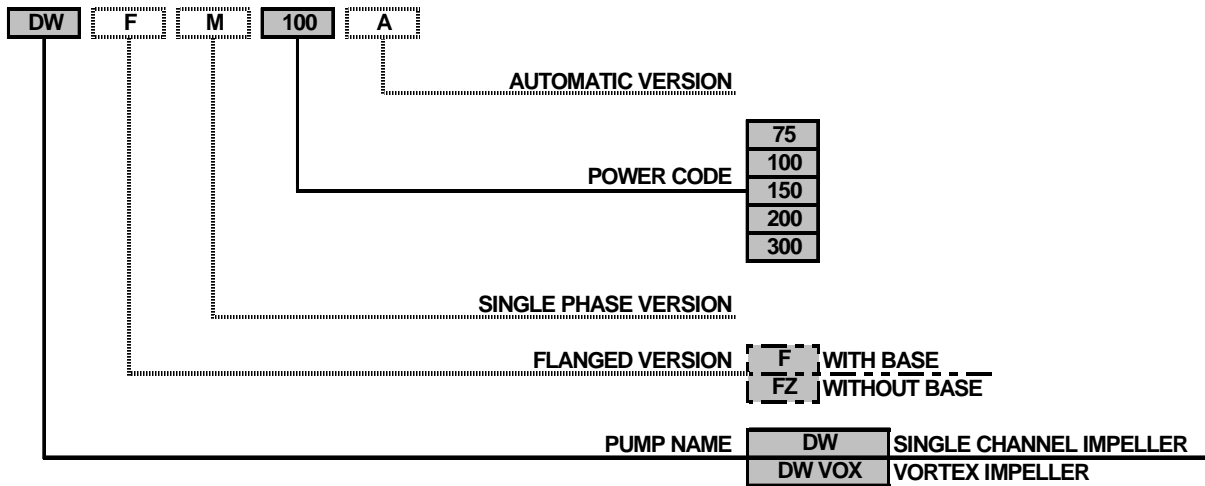 DW F M 100 A
AUTOMATIC VERSION
75
100
POWER CODE
150
200
300
SINGLE PHASE VERSION
FLANGED VERSION F WITH BASE
FZ WITHOUT BASE
PUMP NAME DW SINGLE CHANNEL IMPELLER
DW VOX VORTEX IMPELLER